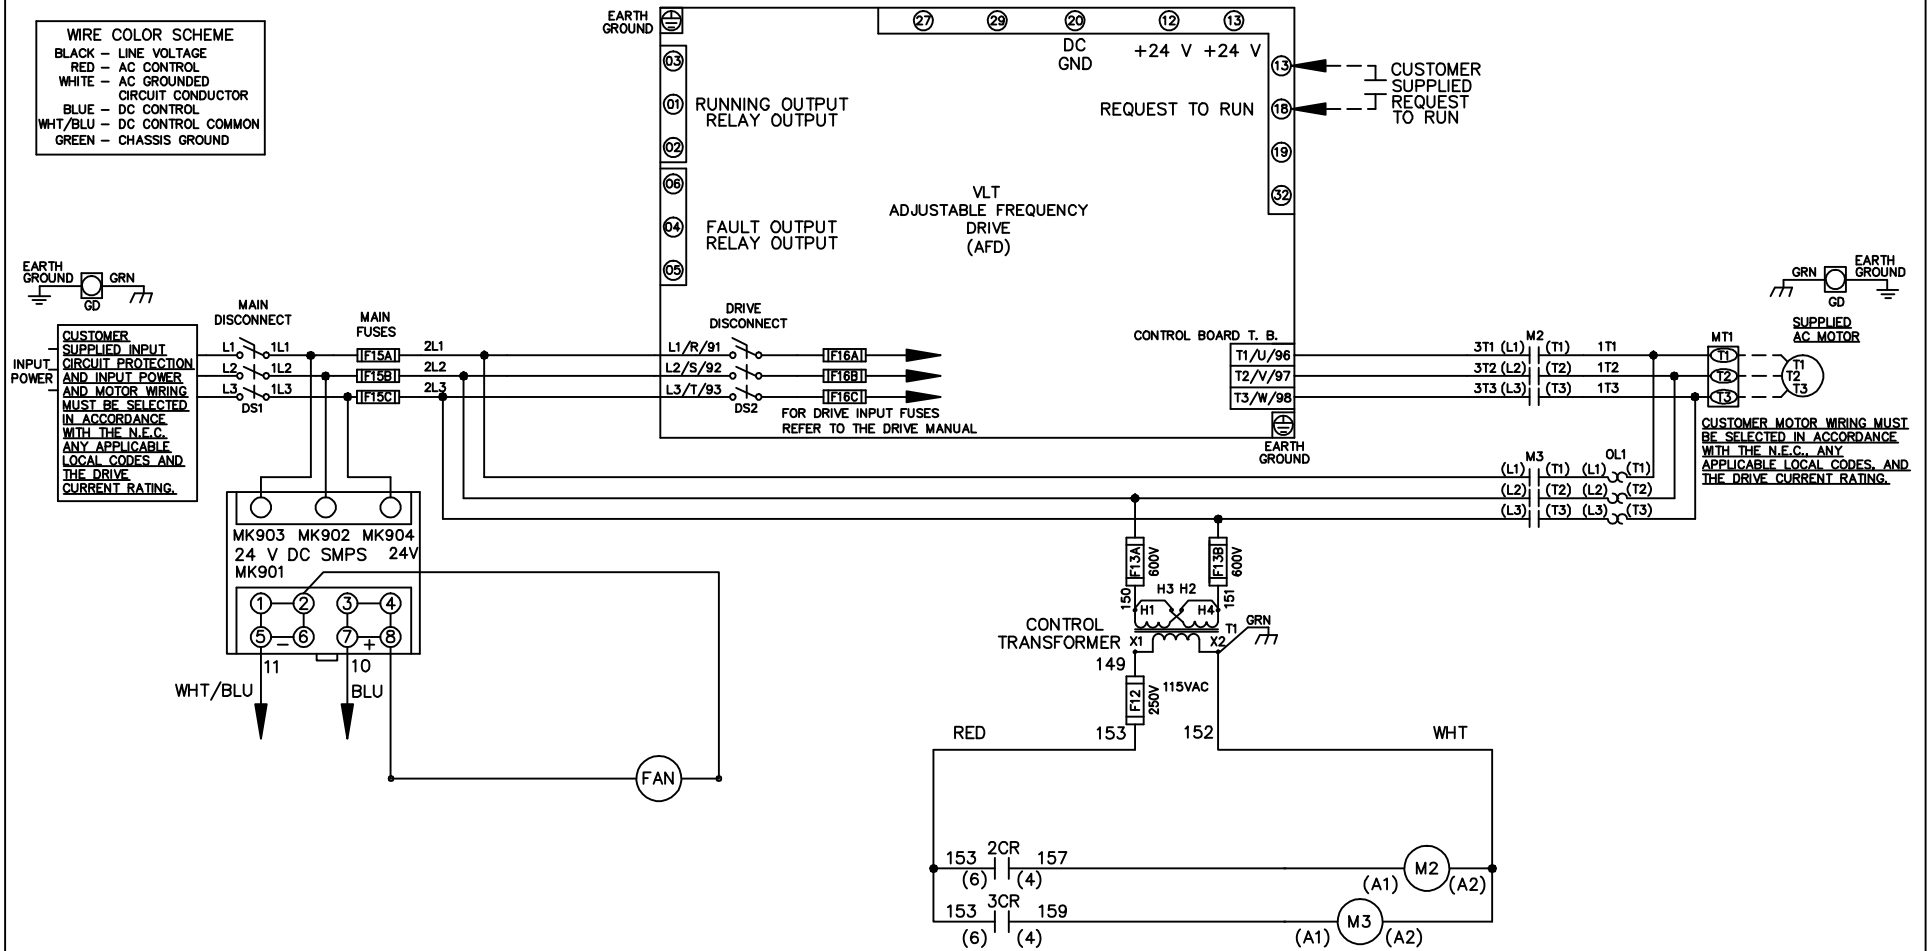 WIRE COLOR SCHEME
BLACK – LINE VOLTAGE
RED – AC CONTROL
WHITE – AC GROUNDED
CIRCUIT CONDUCTOR
BLUE – DC CONTROL
WHT/BLU – DC CONTROL COMMON
GREEN – CHASSIS GROUND
EARTH
GROUND
27 29 20 12 13
DC
GND
+24 V +24 V
03
01
02
RUNNING OUTPUT
RELAY OUTPUT
06
04
05
FAULT OUTPUT
RELAY OUTPUT
13
18
19
32
REQUEST TO RUN
CUSTOMER
SUPPLIED
REQUEST
TO RUN
VLT
ADJUSTABLE FREQUENCY
DRIVE
(AFD)
EARTH
GROUND
GRN
GD
INPUT
POWER
CUSTOMER
SUPPLIED INPUT
CIRCUIT PROTECTION
AND INPUT POWER
AND MOTOR WIRING
MUST BE SELECTED
IN ACCORDANCE
WITH THE N.E.C.
ANY APPLICABLE
LOCAL CODES AND
THE DRIVE
CURRENT RATING.
MAIN
DISCONNECT
L1 1L1
L2 1L2
L3 1L3
DS1
MAIN
FUSES
F15A
F15B
F15C
2L1
2L2
2L3
L1/R/91
L2/S/92
L3/T/93
DRIVE
DISCONNECT
DS2
F16A
F16B
F16C
FOR DRIVE INPUT FUSES
REFER TO THE DRIVE MANUAL
CONTROL BOARD T. B.
T1/U/96
T2/V/97
T3/W/98
EARTH
GROUND
M2
3T1 (L1) (T1) 1T1
3T2 (L2) (T2) 1T2
3T3 (L3) (T3) 1T3
MT1
T1
T2
T3
GRN
GD
EARTH
GROUND
SUPPLIED
AC MOTOR
T1
T2
T3
CUSTOMER MOTOR WIRING MUST
BE SELECTED IN ACCORDANCE
WITH THE N.E.C., ANY
APPLICABLE LOCAL CODES, AND
THE DRIVE CURRENT RATING.
M3 OL1
(L1) (T1) (L1) (T1)
(L2) (T2) (L2) (T2)
(L3) (T3) (L3) (T3)
MK903 MK902 MK904
24 V DC SMPS 24V
MK901
1 2 3 4
5 – 6 7 + 8
11 10
WHT/BLU BLU
FAN
F13A
600V
F13B
600V
150
151
H3 H2
H1 H4
CONTROL
TRANSFORMER
X1 X2
T1
GRN
149
F12
250V
115VAC
153 152
RED WHT
153 2CR 157
(6) (4)
M2
(A1) (A2)
153 3CR 159
(6) (4)
M3
(A1) (A2)